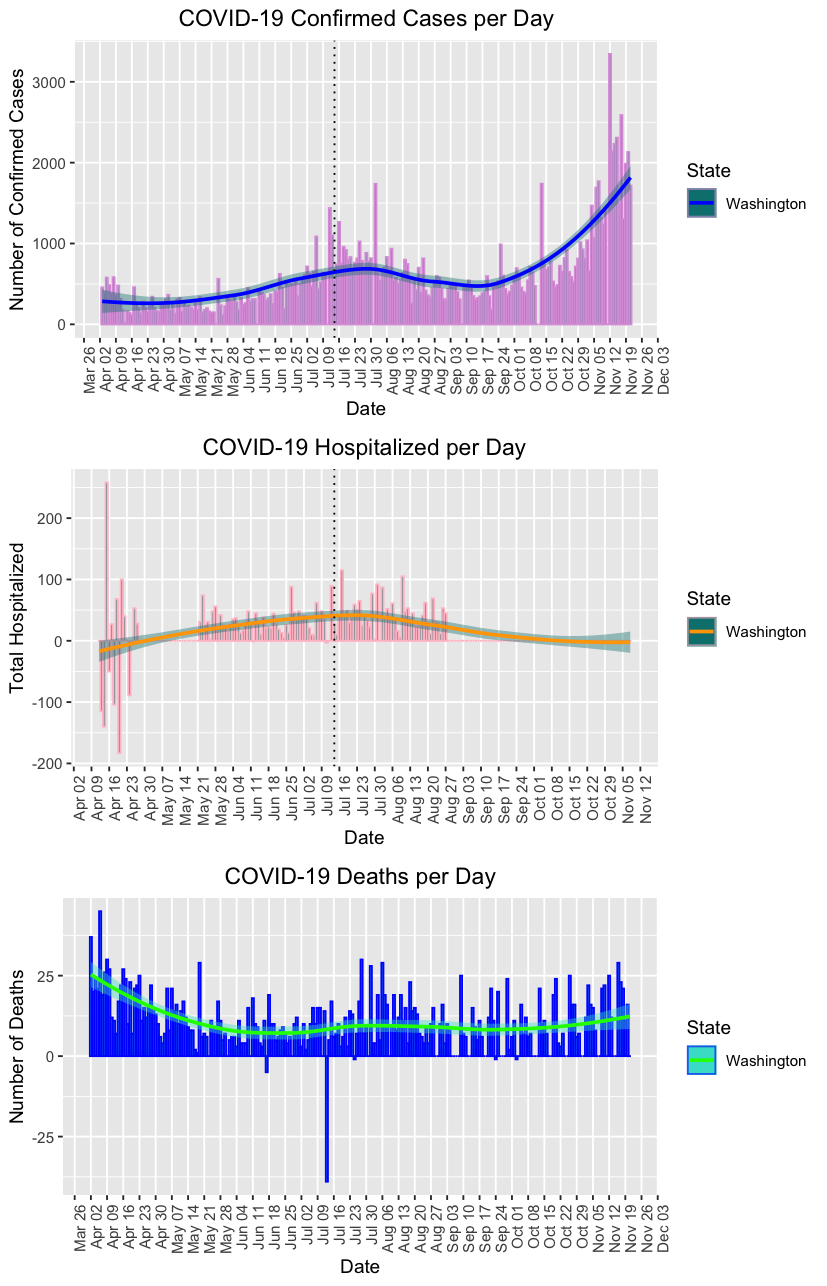 COVID-19 Confirmed Cases per Day
Number of Confirmed Cases
3000
2000
1000
0
Mar 26
Apr 02
Apr 09
Apr 16
Apr 23
Apr 30
May 07
May 14
May 21
May 28
Jun 04
Jun 11
Jun 18
Jun 25
Jul 02
Jul 09
Jul 16
Jul 23
Jul 30
Aug 06
Aug 13
Aug 20
Aug 27
Sep 03
Sep 10
Sep 17
Sep 24
Oct 01
Oct 08
Oct 15
Oct 22
Oct 29
Nov 05
Nov 12
Nov 19
Nov 26
Dec 03
Date
State
Washington
COVID-19 Hospitalized per Day
Total Hospitalized
200
100
0
-100
-200
Apr 02
Apr 09
Apr 16
Apr 23
Apr 30
May 07
May 14
May 21
May 28
Jun 04
Jun 11
Jun 18
Jun 25
Jul 02
Jul 09
Jul 16
Jul 23
Jul 30
Aug 06
Aug 13
Aug 20
Aug 27
Sep 03
Sep 10
Sep 17
Sep 24
Oct 01
Oct 08
Oct 15
Oct 22
Oct 29
Nov 05
Nov 12
Date
State
Washington
COVID-19 Deaths per Day
Number of Deaths
25
0
-25
Mar 26
Apr 02
Apr 09
Apr 16
Apr 23
Apr 30
May 07
May 14
May 21
May 28
Jun 04
Jun 11
Jun 18
Jun 25
Jul 02
Jul 09
Jul 16
Jul 23
Jul 30
Aug 06
Aug 13
Aug 20
Aug 27
Sep 03
Sep 10
Sep 17
Sep 24
Oct 01
Oct 08
Oct 15
Oct 22
Oct 29
Nov 05
Nov 12
Nov 19
Nov 26
Dec 03
Date
State
Washington